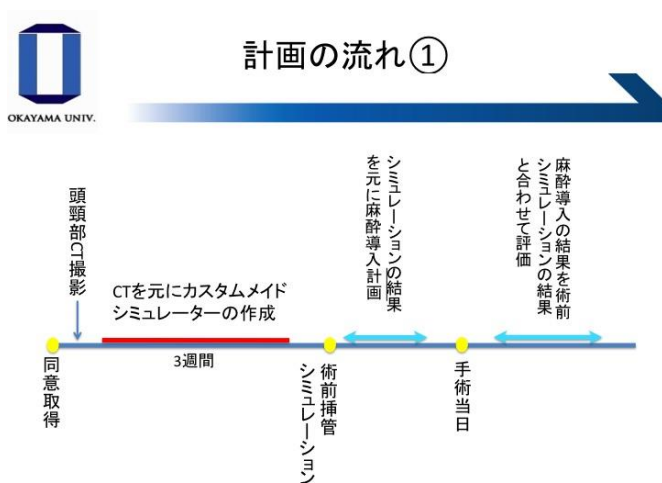 計画の流れ①
OKAYAMA UNIV.
頭頸部CT撮影
CTを元にカスタムメイド
シミュレーターの作成
シミュレーションの結果
を元に麻酔導入計画
麻酔導入の結果を術前
シミュレーションの結果
と合わせて評価
3週間
同意取得
術前挿管
シミュレーション
手術当日